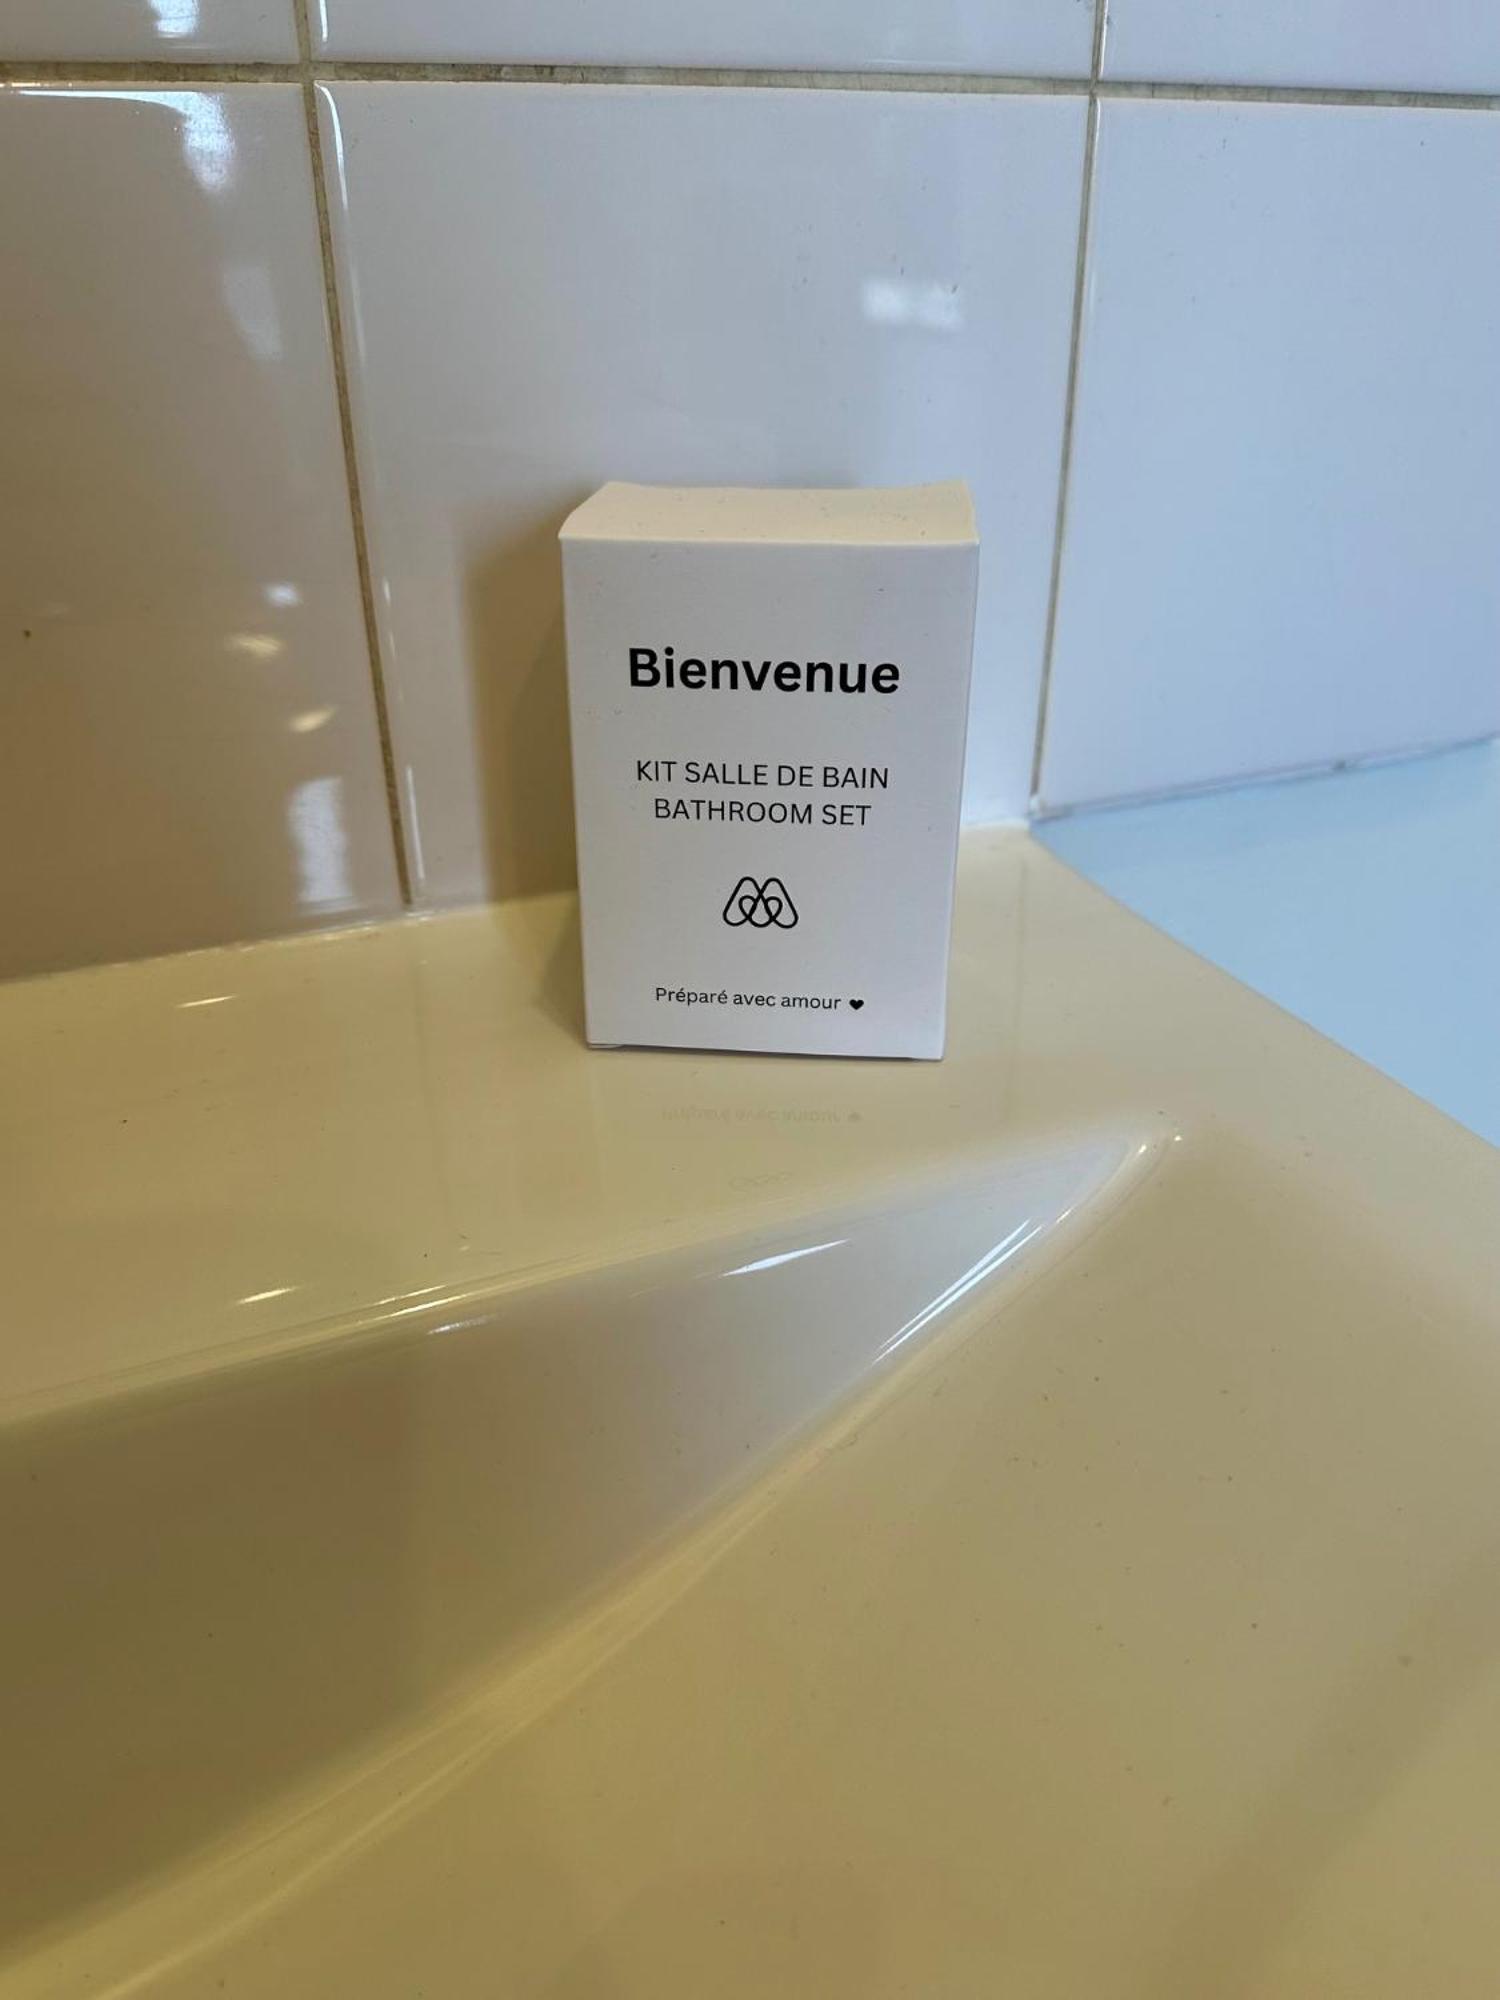 Bienvenue
KIT SALLE DE BAIN
BATHROOM SET
Préparé avec amour ♥